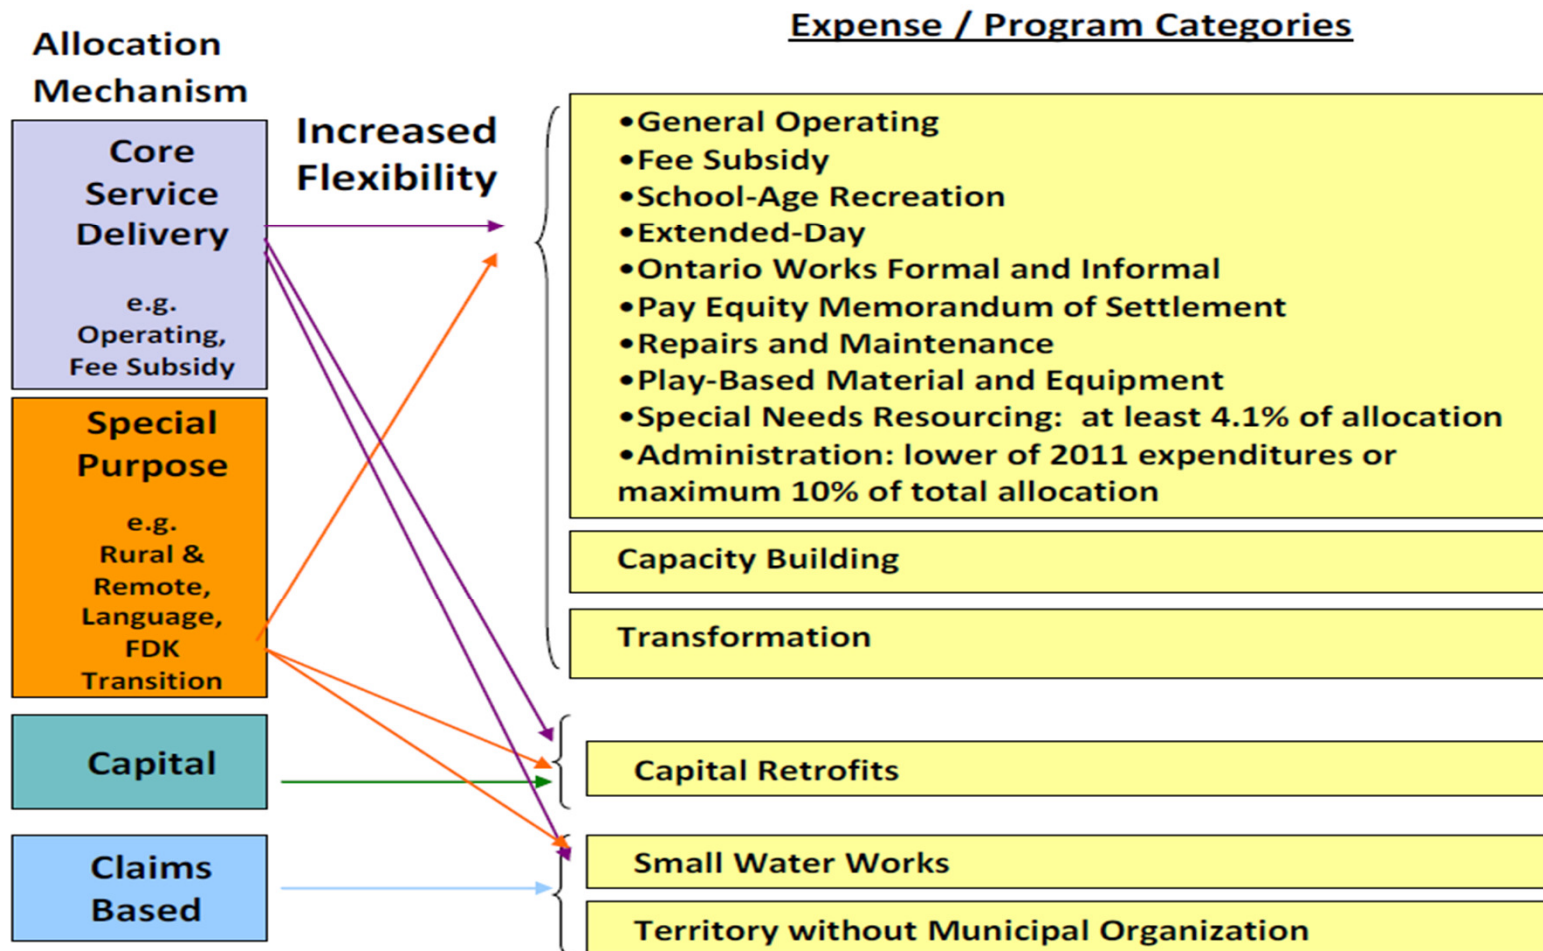 Expense / Program Categories
Allocation
Mechanism
Core
Service
Delivery
e.g.
Operating,
Fee Subsidy
Special
Purpose
e.g.
Rural &
Remote,
Language,
FDK
Transition
Capital
Claims
Based
Increased
Flexibility
•General Operating
•Fee Subsidy
•School-Age Recreation
•Extended-Day
•Ontario Works Formal and Informal
•Pay Equity Memorandum of Settlement
•Repairs and Maintenance
•Play-Based Material and Equipment
•Special Needs Resourcing: at least 4.1% of allocation
•Administration: lower of 2011 expenditures or
maximum 10% of total allocation
Capacity Building
Transformation
Capital Retrofits
Small Water Works
Territory without Municipal Organization